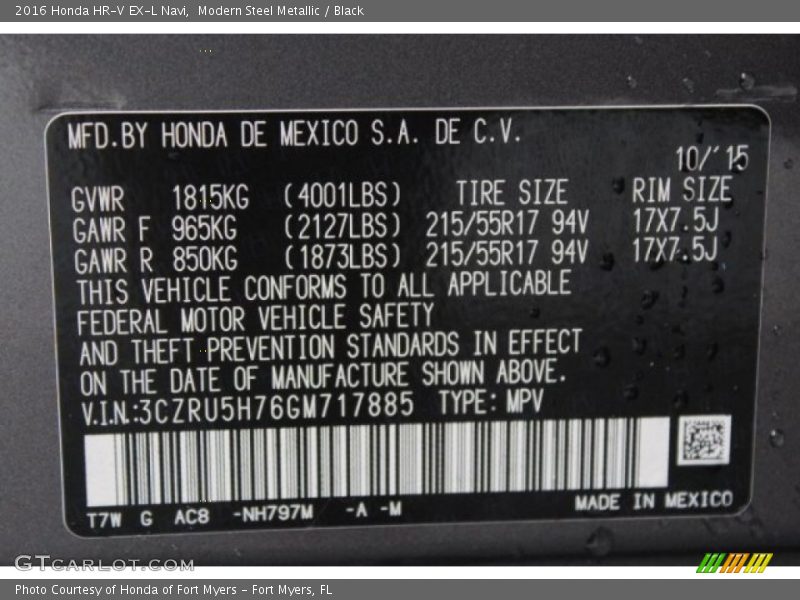 2016 Honda HR-V EX-L Navi, Modern Steel Metallic / Black
MFD.BY HONDA DE MEXICO S.A. DE C.V.
10/'15
GVWR 1815KG (4001LBS) TIRE SIZE RIM SIZE
GAWR F 965KG (2127LBS) 215/55R17 94V 17X7.5J
GAWR R 850KG (1873LBS) 215/55R17 94V 17X7.5J
THIS VEHICLE CONFORMS TO ALL APPLICABLE
FEDERAL MOTOR VEHICLE SAFETY
AND THEFT PREVENTION STANDARDS IN EFFECT
ON THE DATE OF MANUFACTURE SHOWN ABOVE.
V.I.N.:3CZRU5H76GM717885 TYPE: MPV
T7W G AC8 -NH797M -A -M MADE IN MEXICO
GTCARLOT.COM
Photo Courtesy of Honda of Fort Myers - Fort Myers, FL